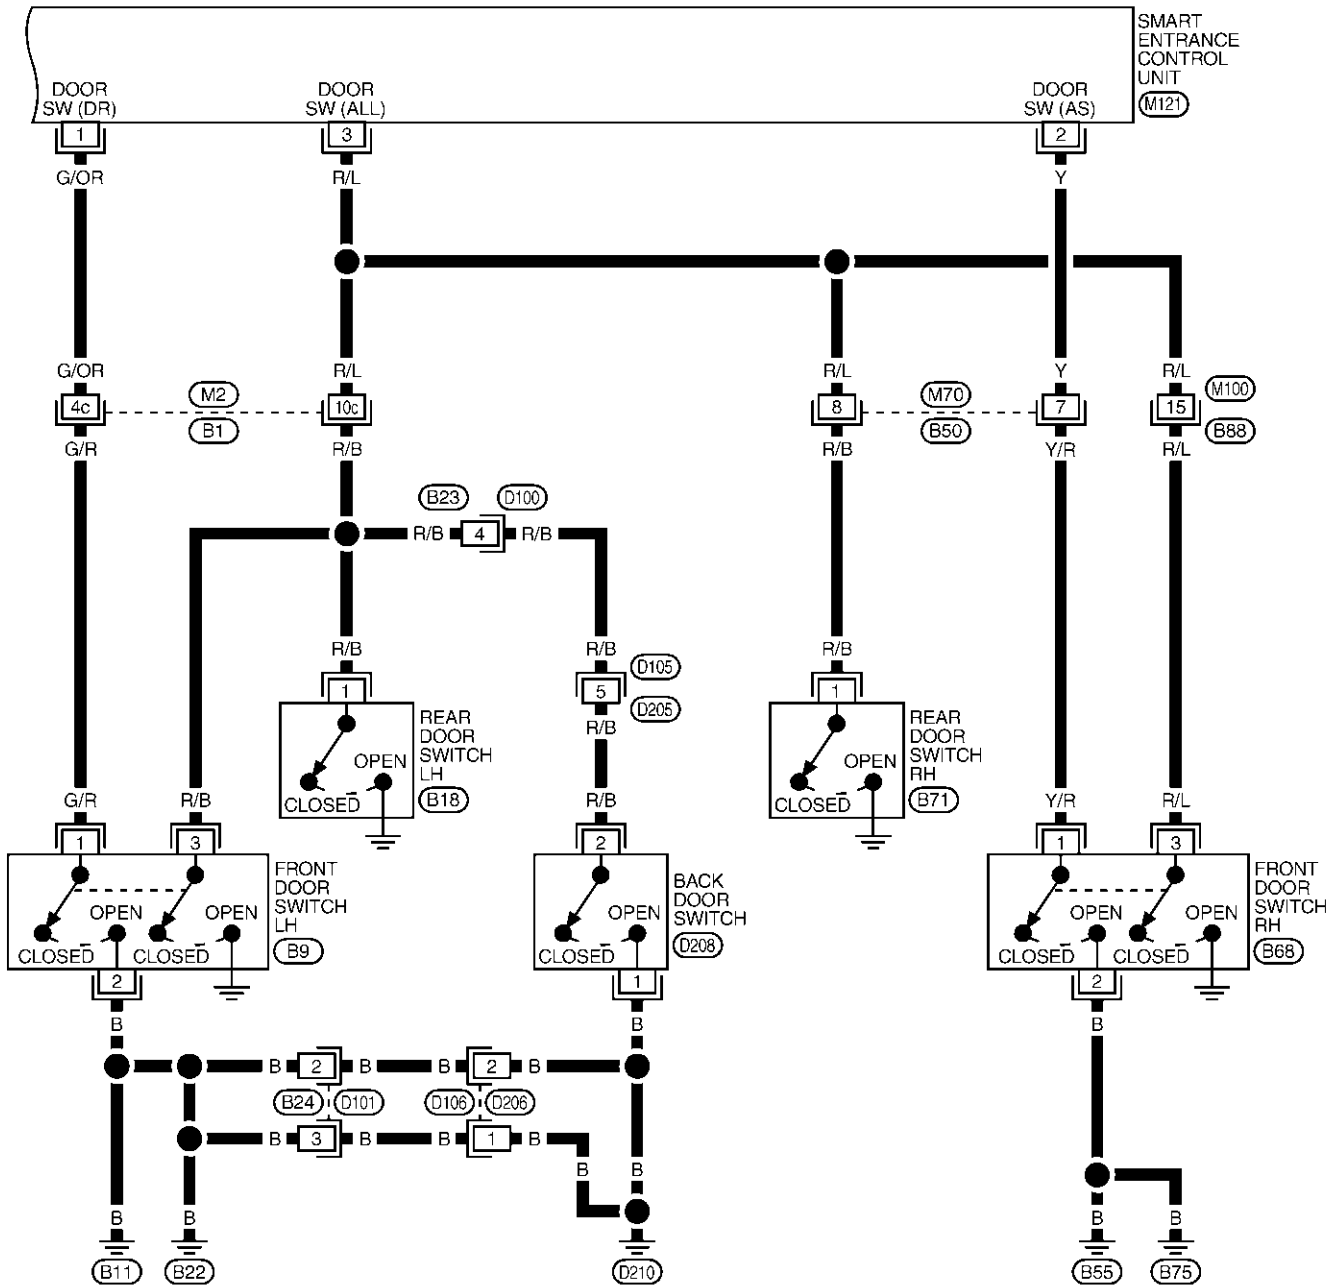 SMART
ENTRANCE
CONTROL
UNIT
M121
DOOR
SW (DR)
DOOR
SW (ALL)
DOOR
SW (AS)
1
3
2
G/OR
R/L
Y
G/OR
R/L
R/L
Y
R/L
4c
M2
B1
10c
8
M70
B50
7
15
M100
B88
G/R
R/B
R/B
Y/R
R/L
B23
D100
R/B
4
R/B
R/B
R/B
R/B
D105
5
D205
R/B
1
1
REAR
DOOR
SWITCH
LH
B18
OPEN
CLOSED
REAR
DOOR
SWITCH
RH
B71
OPEN
CLOSED
G/R
R/B
R/B
Y/R
R/L
1
3
2
1
3
FRONT
DOOR
SWITCH
LH
B9
OPEN
OPEN
CLOSED
CLOSED
BACK
DOOR
SWITCH
D208
OPEN
CLOSED
FRONT
DOOR
SWITCH
RH
B68
OPEN
OPEN
CLOSED
CLOSED
2
1
2
B
B
B
B
2
B
B
2
B
B24
D101
D106
D206
B
3
B
B
1
B
B
B
B
B
B
B
B11
B22
D210
B55
B75